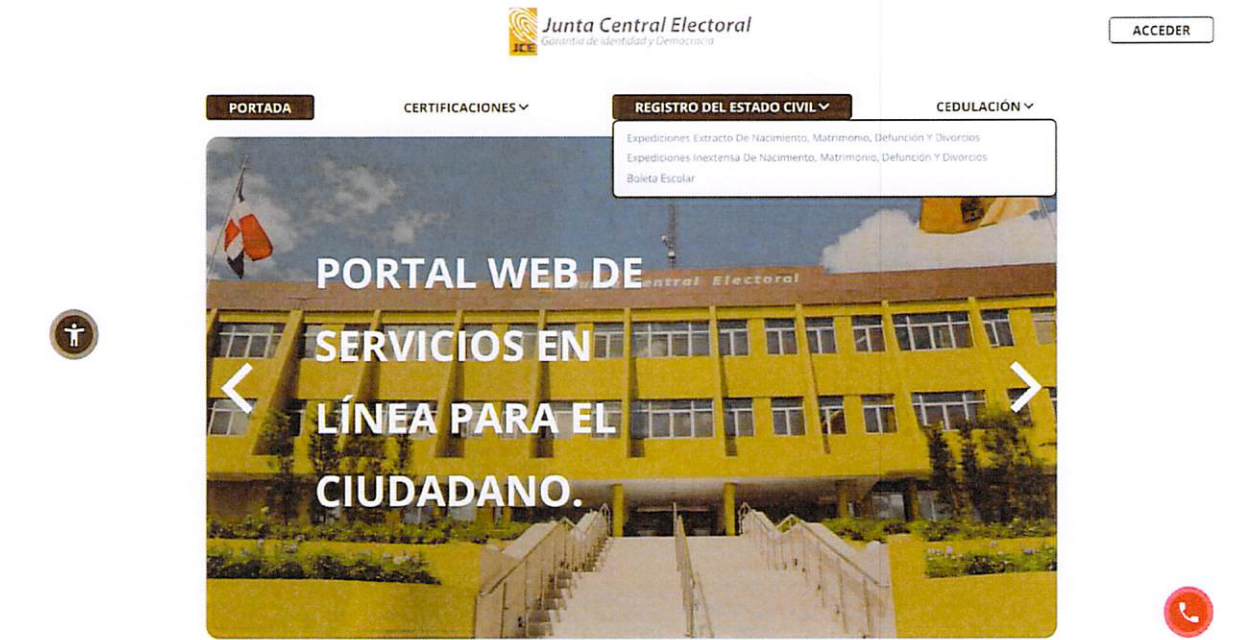 JCE
Junta Central Electoral
Garantía de Identidad y Democracia
ACCEDER
PORTADA
CERTIFICACIONES
REGISTRO DEL ESTADO CIVIL
CEDULACIÓN
Expediciones Extracto De Nacimiento, Matrimonio, Defunción Y Divorcios
Expediciones Inextensa De Nacimiento, Matrimonio, Defunción Y Divorcios
Boleta Escolar
Central Electoral
PORTAL WEB DE
SERVICIOS EN
LÍNEA PARA EL
CIUDADANO.